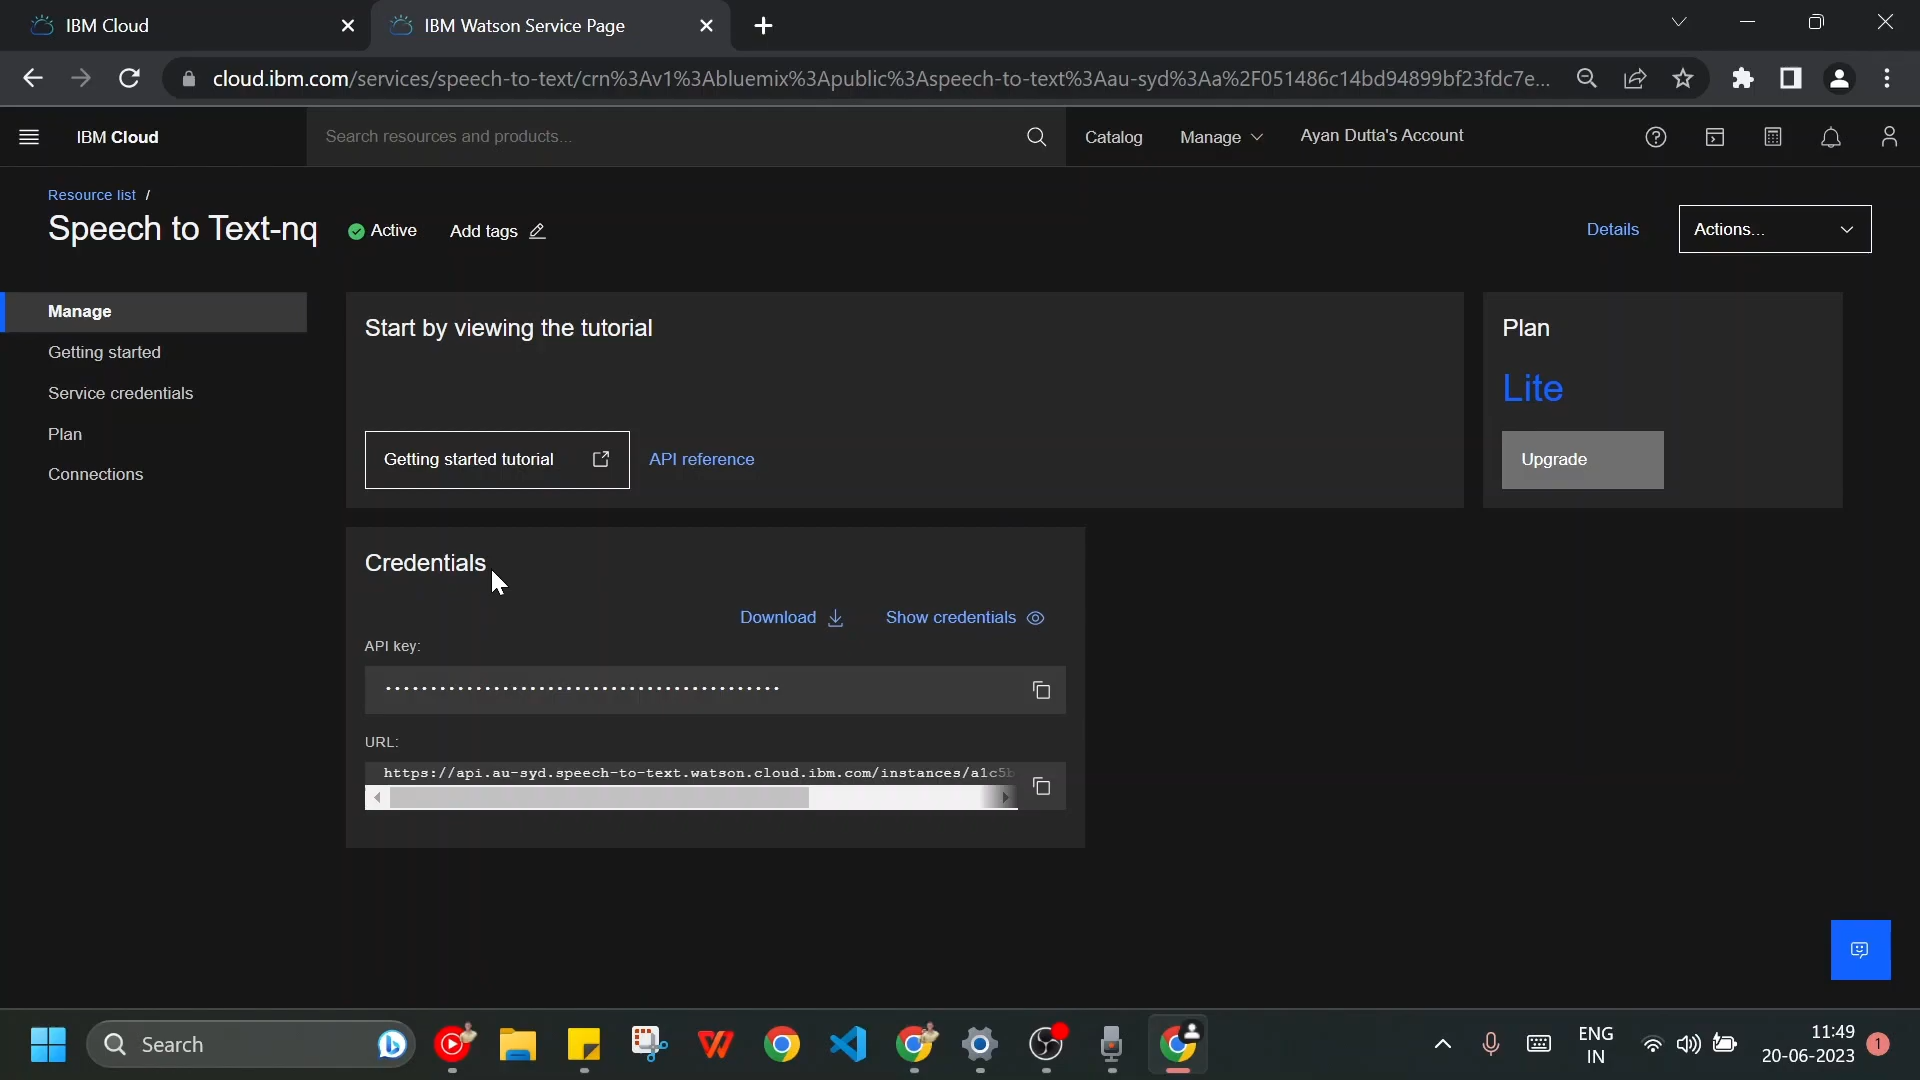 IBM Cloud
IBM Watson Service Page
cloud.ibm.com/services/speech-to-text/crn%3Av1%3Abluemix%3Apublic%3Aspeech-to-text%3Aau-syd%3Aa%2F051486c14bd94899bf23fdc7e...
IBM Cloud
Search resources and products...
Catalog
Manage
Ayan Dutta's Account
Resource list /
Speech to Text-nq
Active
Add tags
Details
Actions...
Manage
Getting started
Service credentials
Plan
Connections
Start by viewing the tutorial
Getting started tutorial
API reference
Plan
Lite
Upgrade
Credentials
Download
Show credentials
API key:
URL:
https://api.au-syd.speech-to-text.watson.cloud.ibm.com/instances/a1c5b
Search
ENG
IN
11:49
20-06-2023
1